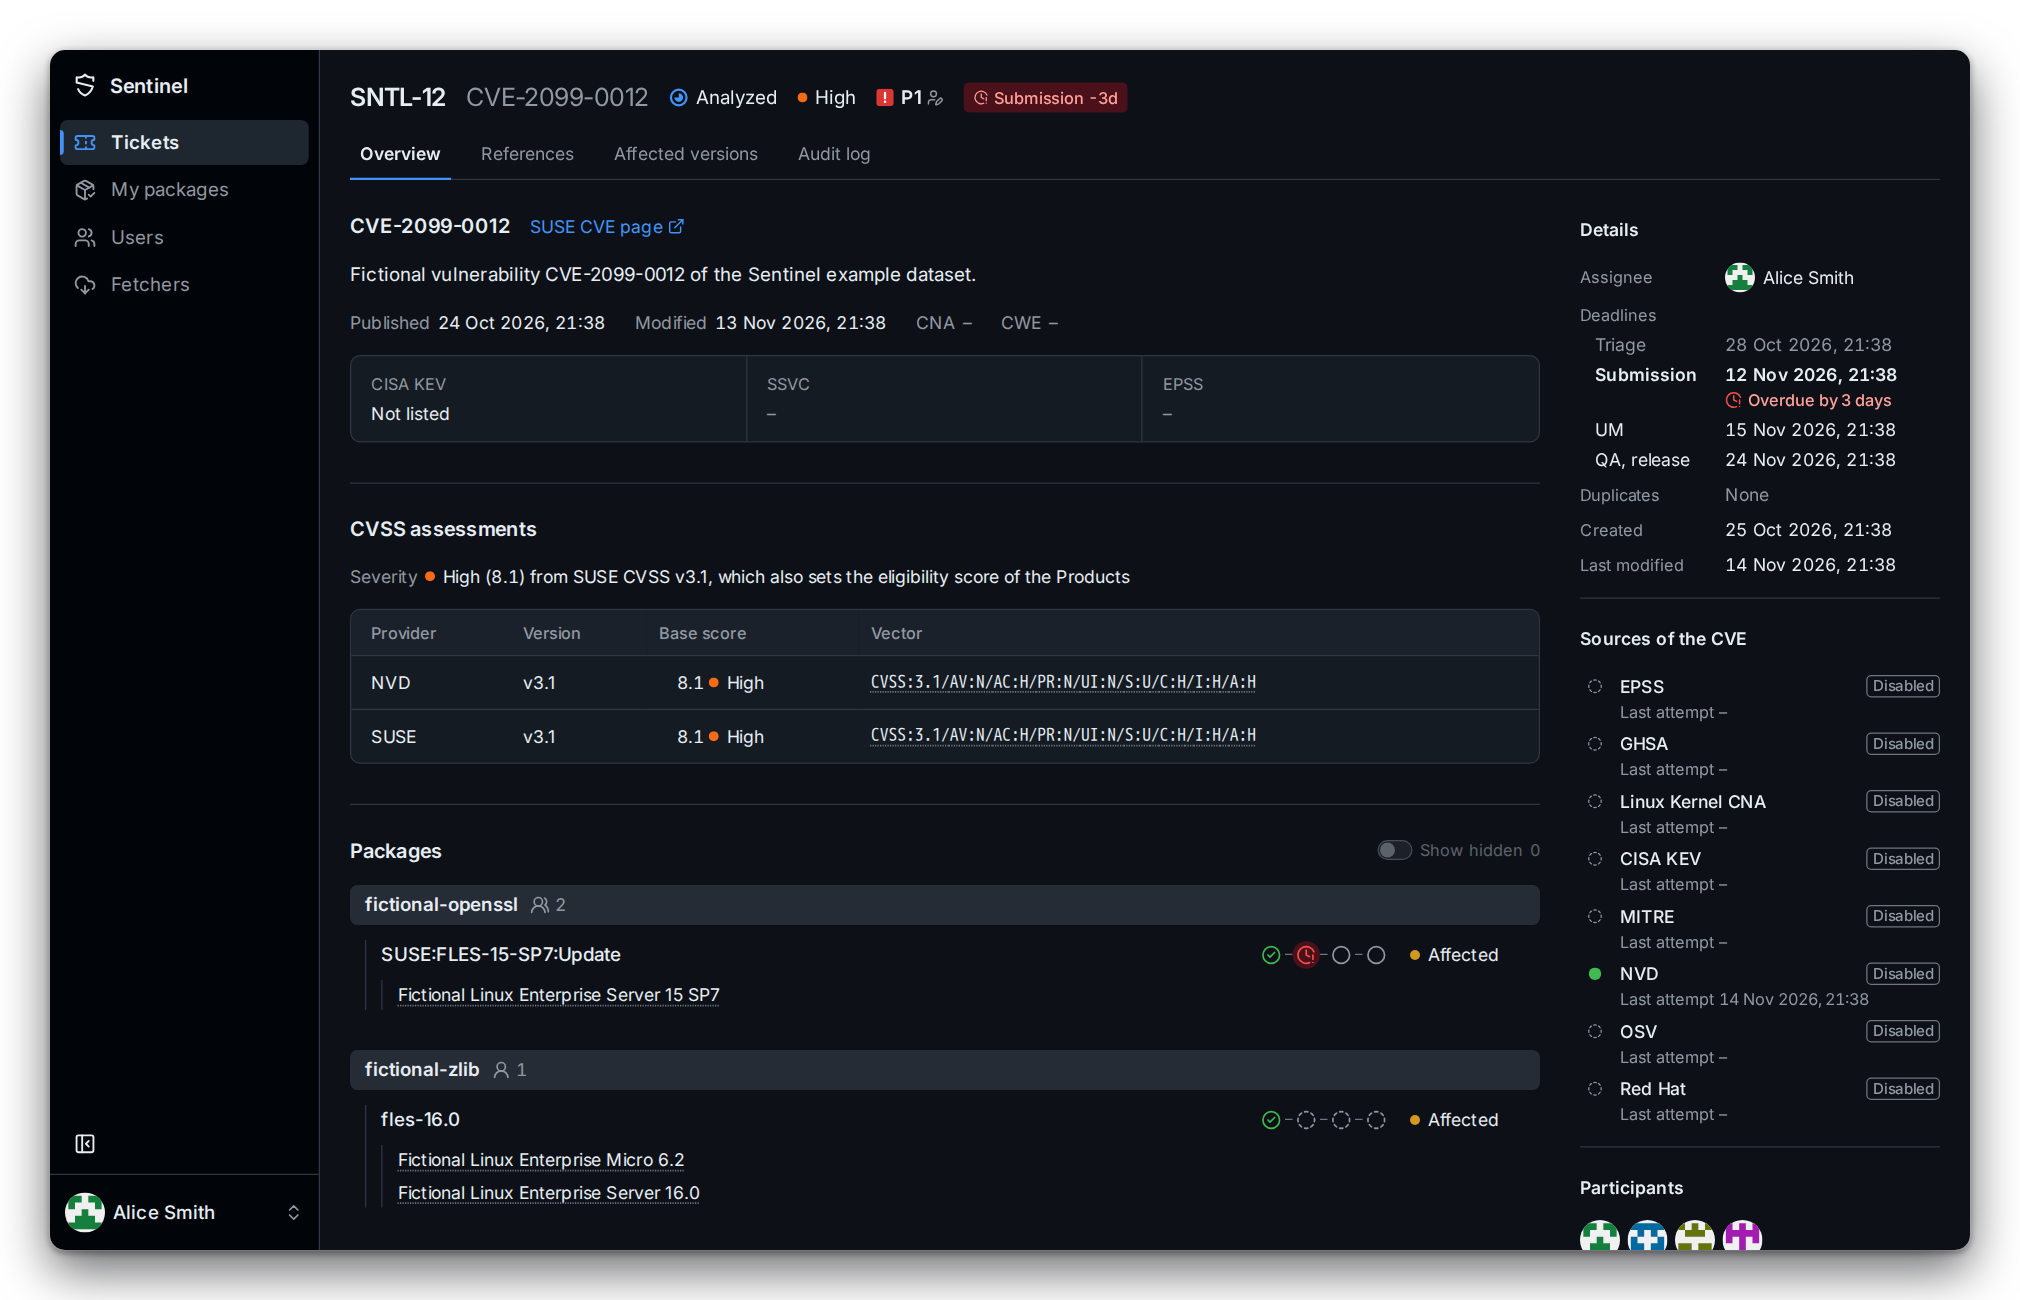 Sentinel
Tickets
My packages
Users
Fetchers
Alice Smith
SNTL-12 CVE-2099-0012 Analyzed High P1 Submission -3d
Overview References Affected versions Audit log
CVE-2099-0012 SUSE CVE page
Fictional vulnerability CVE-2099-0012 of the Sentinel example dataset.
Published 24 Oct 2026, 21:38 Modified 13 Nov 2026, 21:38 CNA – CWE –
CISA KEV SSVC EPSS
Not listed – –
CVSS assessments
Severity High (8.1) from SUSE CVSS v3.1, which also sets the eligibility score of the Products
Provider Version Base score Vector
NVD v3.1 8.1 High CVSS:3.1/AV:N/AC:H/PR:N/UI:N/S:U/C:H/I:H/A:H
SUSE v3.1 8.1 High CVSS:3.1/AV:N/AC:H/PR:N/UI:N/S:U/C:H/I:H/A:H
Packages Show hidden 0
fictional-openssl 2
SUSE:FLES-15-SP7:Update Affected
Fictional Linux Enterprise Server 15 SP7
fictional-zlib 1
fles-16.0 Affected
Fictional Linux Enterprise Micro 6.2
Fictional Linux Enterprise Server 16.0
Details
Assignee Alice Smith
Deadlines
Triage 28 Oct 2026, 21:38
Submission 12 Nov 2026, 21:38
Overdue by 3 days
UM 15 Nov 2026, 21:38
QA, release 24 Nov 2026, 21:38
Duplicates None
Created 25 Oct 2026, 21:38
Last modified 14 Nov 2026, 21:38
Sources of the CVE
EPSS Disabled
Last attempt –
GHSA Disabled
Last attempt –
Linux Kernel CNA Disabled
Last attempt –
CISA KEV Disabled
Last attempt –
MITRE Disabled
Last attempt –
NVD Disabled
Last attempt 14 Nov 2026, 21:38
OSV Disabled
Last attempt –
Red Hat Disabled
Last attempt –
Participants